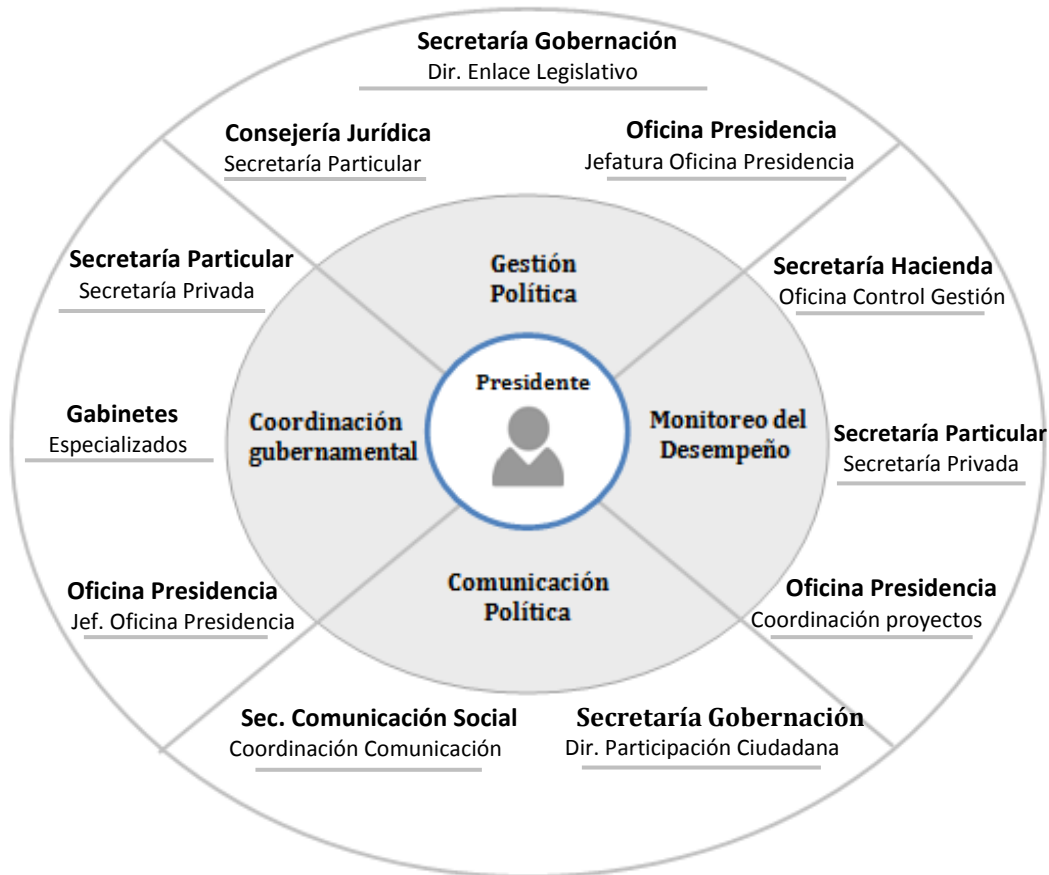 Secretaría Gobernación
Dir. Enlace Legislativo
Consejería Jurídica
Secretaría Particular
Oficina Presidencia
Jefatura Oficina Presidencia
Secretaría Particular
Secretaría Privada
Gestión
Política
Secretaría Hacienda
Oficina Control Gestión
Presidente
Gabinetes
Especializados
Coordinación
gubernamental
Monitoreo del
Desempeño
Secretaría Particular
Secretaría Privada
Oficina Presidencia
Jef. Oficina Presidencia
Comunicación
Política
Oficina Presidencia
Coordinación proyectos
Sec. Comunicación Social
Coordinación Comunicación
Secretaría Gobernación
Dir. Participación Ciudadana